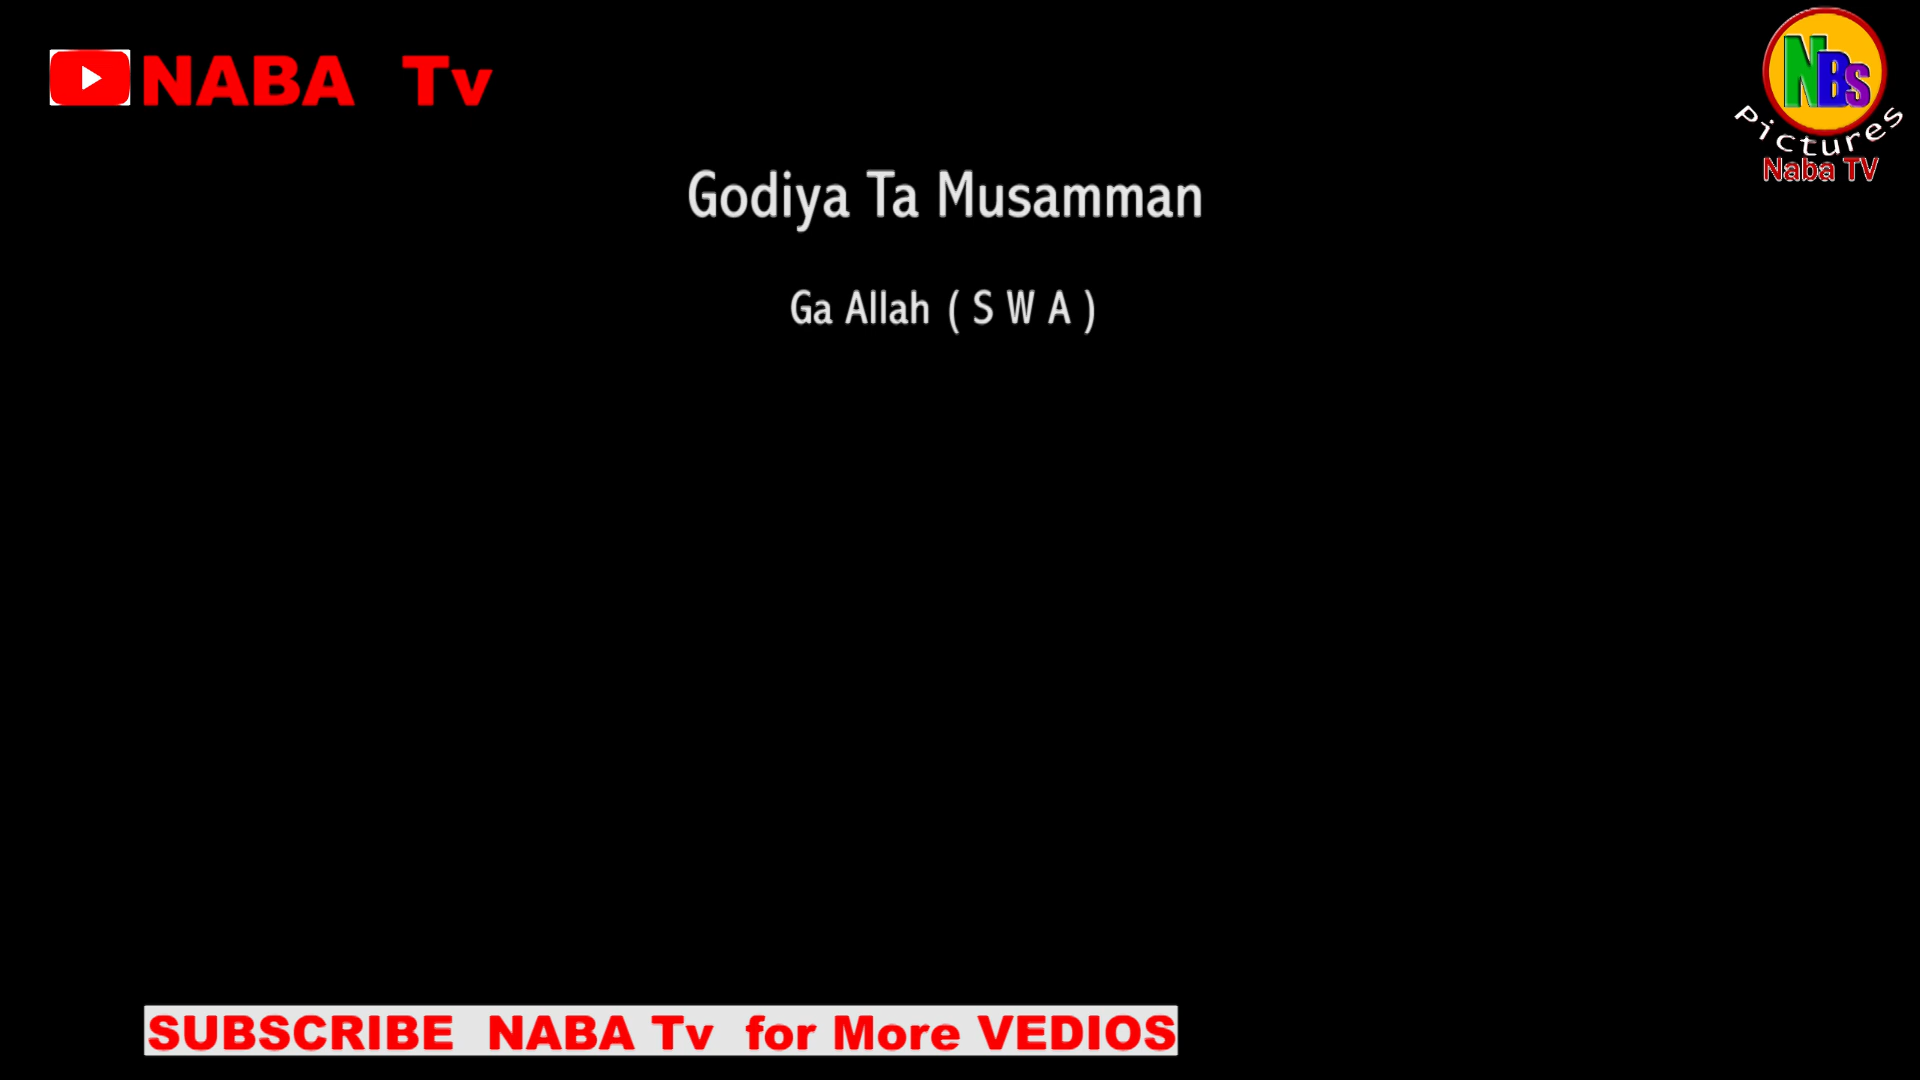 NABA Tv
NBS
Pictures
Naba TV
Godiya Ta Musamman
Ga Allah ( S W A )
SUBSCRIBE NABA Tv for More VEDIOS